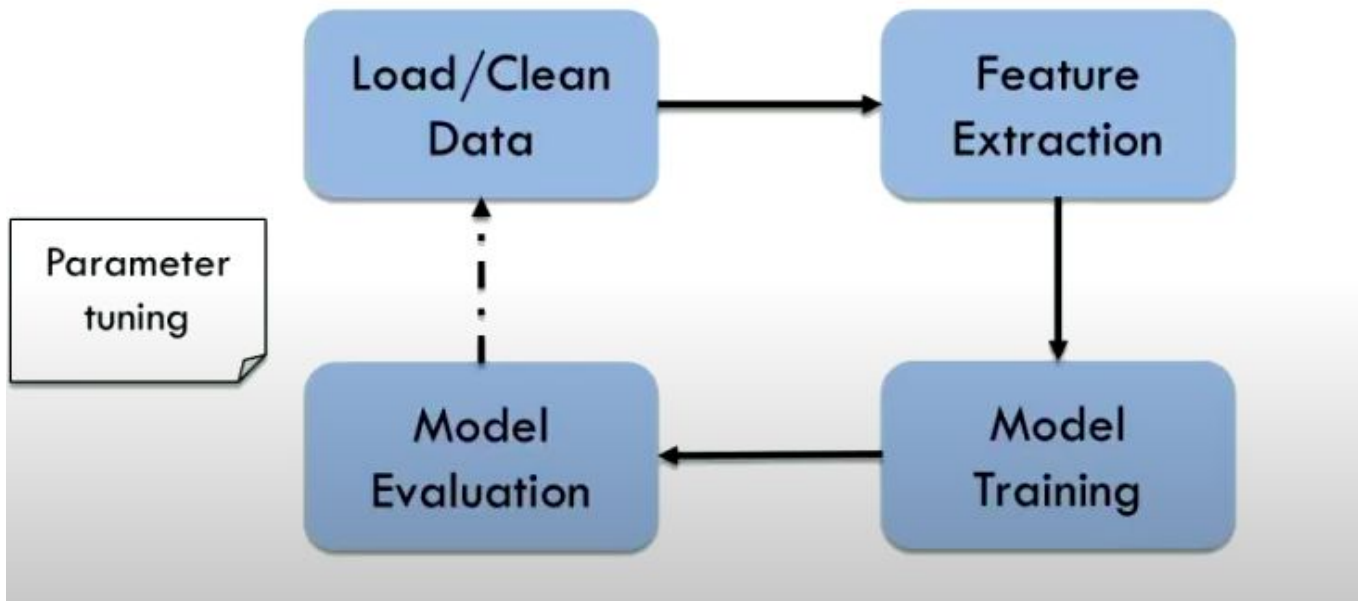 Load/Clean
Data
Feature
Extraction
Parameter
tuning
Model
Evaluation
Model
Training